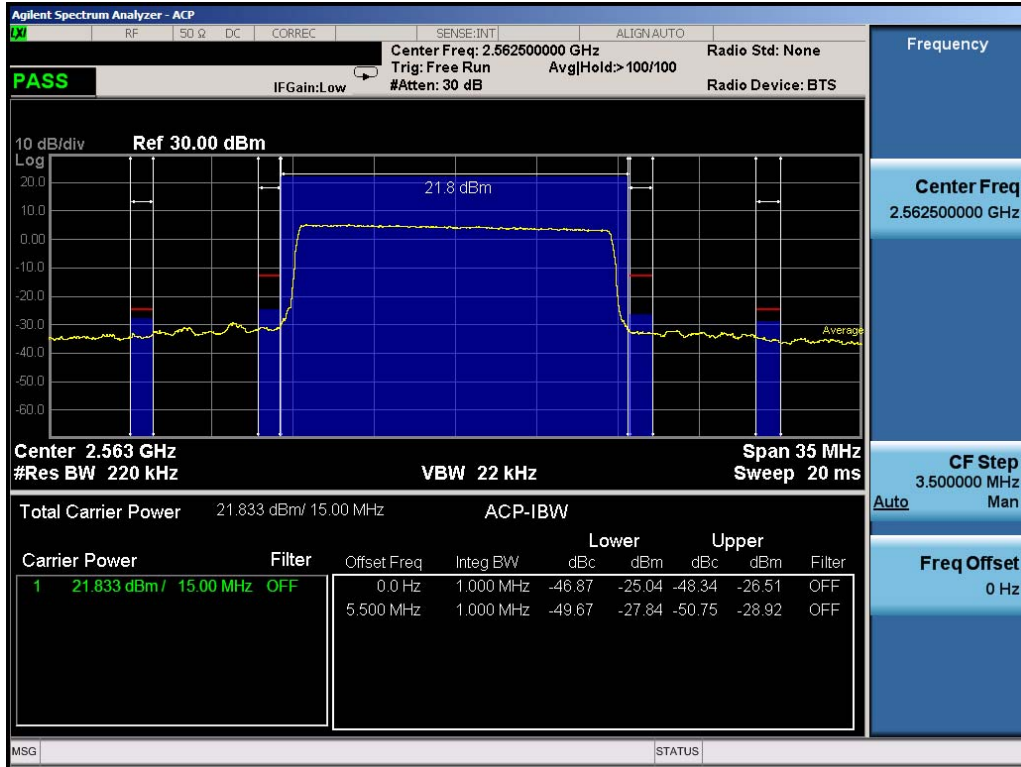 Agilent Spectrum Analyzer - ACP
LXI RF 50 Ω DC CORREC SENSE:INT ALIGN AUTO
Center Freq: 2.562500000 GHz Radio Std: None
Trig: Free Run Avg|Hold:>100/100
PASS IFGain:Low #Atten: 30 dB Radio Device: BTS
10 dB/div Ref 30.00 dBm
Log
20.0
10.0
0.00
-10.0
-20.0
-30.0
-40.0
-50.0
-60.0
21.8 dBm
Average
Center 2.563 GHz Span 35 MHz
#Res BW 220 kHz VBW 22 kHz Sweep 20 ms
Total Carrier Power 21.833 dBm/ 15.00 MHz ACP-IBW
Lower Upper
Carrier Power Filter Offset Freq Integ BW dBc dBm dBc dBm Filter
1 21.833 dBm / 15.00 MHz OFF 0.0 Hz 1.000 MHz -46.87 -25.04 -48.34 -26.51 OFF
5.500 MHz 1.000 MHz -49.67 -27.84 -50.75 -28.92 OFF
MSG STATUS
Frequency
Center Freq
2.562500000 GHz
CF Step
3.500000 MHz
Auto Man
Freq Offset
0 Hz